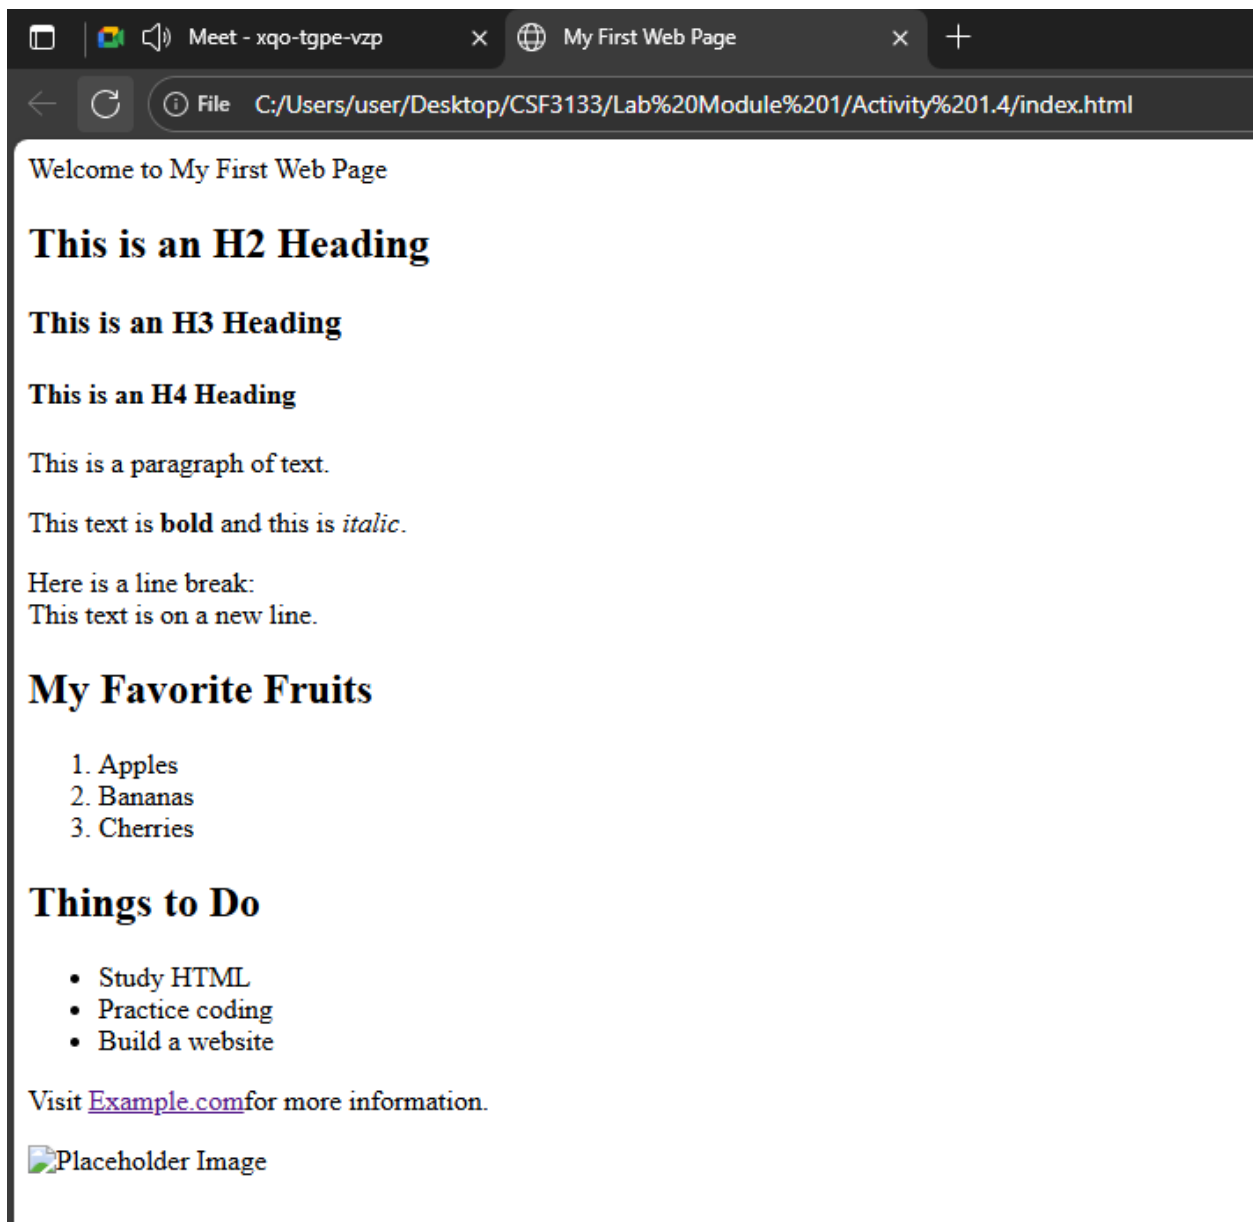 Meet - xqo-tgpe-vzp
My First Web Page
File C:/Users/user/Desktop/CSF3133/Lab%20Module%201/Activity%201.4/index.html
Welcome to My First Web Page
This is an H2 Heading
This is an H3 Heading
This is an H4 Heading
This is a paragraph of text.
This text is bold and this is italic.
Here is a line break:
This text is on a new line.
My Favorite Fruits
1. Apples
2. Bananas
3. Cherries
Things to Do
• Study HTML
• Practice coding
• Build a website
Visit Example.comfor more information.
Placeholder Image